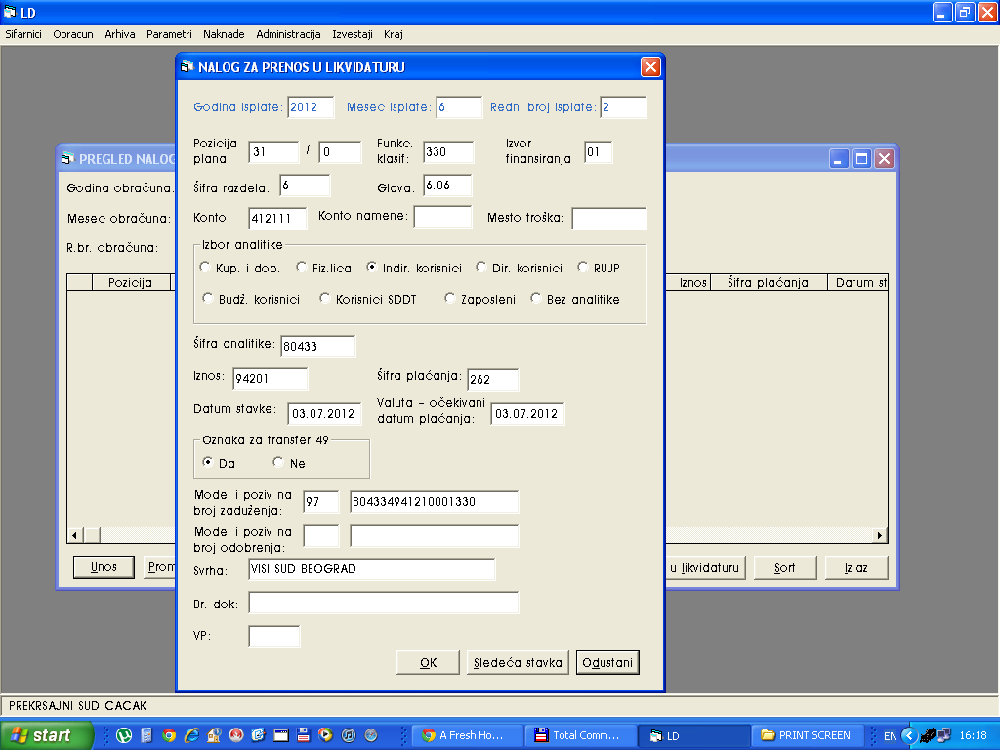 LD
Sifarnici Obracun Arhiva Parametri Naknade Administracija Izvestaji Kraj
NALOG ZA PRENOS U LIKVIDATURU
Godina isplate: 2012 Mesec isplate: 6 Redni broj isplate: 2
Pozicija plana: 31 / 0 Funkc. klasif: 330 Izvor finansiranja 01
Šifra razdela: 6 Glava: 6.06
Konto: 412111 Konto namene: Mesto troška:
Izbor analitike
Kup. i dob. Fiz.lica Indir. korisnici Dir. korisnici RUJP
Budž. korisnici Korisnici SDDT Zaposleni Bez analitike
Šifra analitike: 80433
Iznos: 94201 Šifra plaćanja: 262
Datum stavke: 03.07.2012 Valuta – očekivani datum plaćanja: 03.07.2012
Oznaka za transfer 49
Da Ne
Model i poziv na broj zaduženja: 97 804334941210001330
Model i poziv na broj odobrenja:
Svrha: VISI SUD BEOGRAD
Br. dok:
VP:
OK Sledeća stavka Odustani
PREGLED NALOG
Godina obračuna:
Mesec obračuna:
R.br. obračuna:
Pozicija Iznos Šifra plaćanja Datum st
Unos Prom u likvidaturu Sort Izlaz
PREKRSAJNI SUD CACAK
start A Fresh Ho... Total Comm... LD PRINT SCREEN EN 16:18